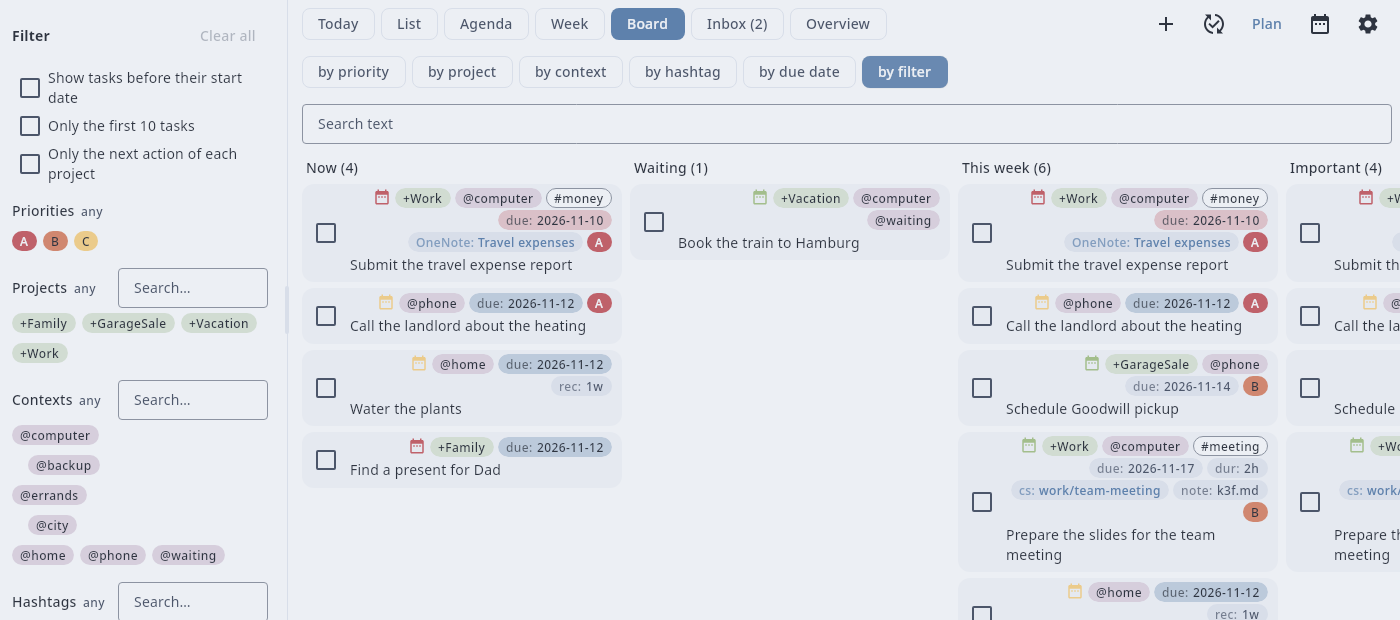 Filter
Clear all
Show tasks before their start
date
Only the first 10 tasks
Only the next action of each
project
Priorities any
A B C
Projects any Search...
+Family +GarageSale +Vacation
+Work
Contexts any Search...
@computer
@backup
@errands
@city
@home @phone @waiting
Hashtags any Search...
Today List Agenda Week Board Inbox (2) Overview Plan
by priority by project by context by hashtag by due date by filter
Search text
Now (4)
+Work @computer #money
due: 2026-11-10
OneNote: Travel expenses A
Submit the travel expense report
@phone due: 2026-11-12 A
Call the landlord about the heating
@home due: 2026-11-12
rec: 1w
Water the plants
+Family due: 2026-11-12
Find a present for Dad
Waiting (1)
+Vacation @computer
@waiting
Book the train to Hamburg
This week (6)
+Work @computer #money
due: 2026-11-10
OneNote: Travel expenses A
Submit the travel expense report
@phone due: 2026-11-12 A
Call the landlord about the heating
+GarageSale @phone
due: 2026-11-14 B
Schedule Goodwill pickup
+Work @computer #meeting
due: 2026-11-17 dur: 2h
cs: work/team-meeting note: k3f.md
B
Prepare the slides for the team
meeting
@home due: 2026-11-12
rec: 1w
Important (4)
Submit th
Call the la
Schedule
cs: work/
Prepare th
meeting